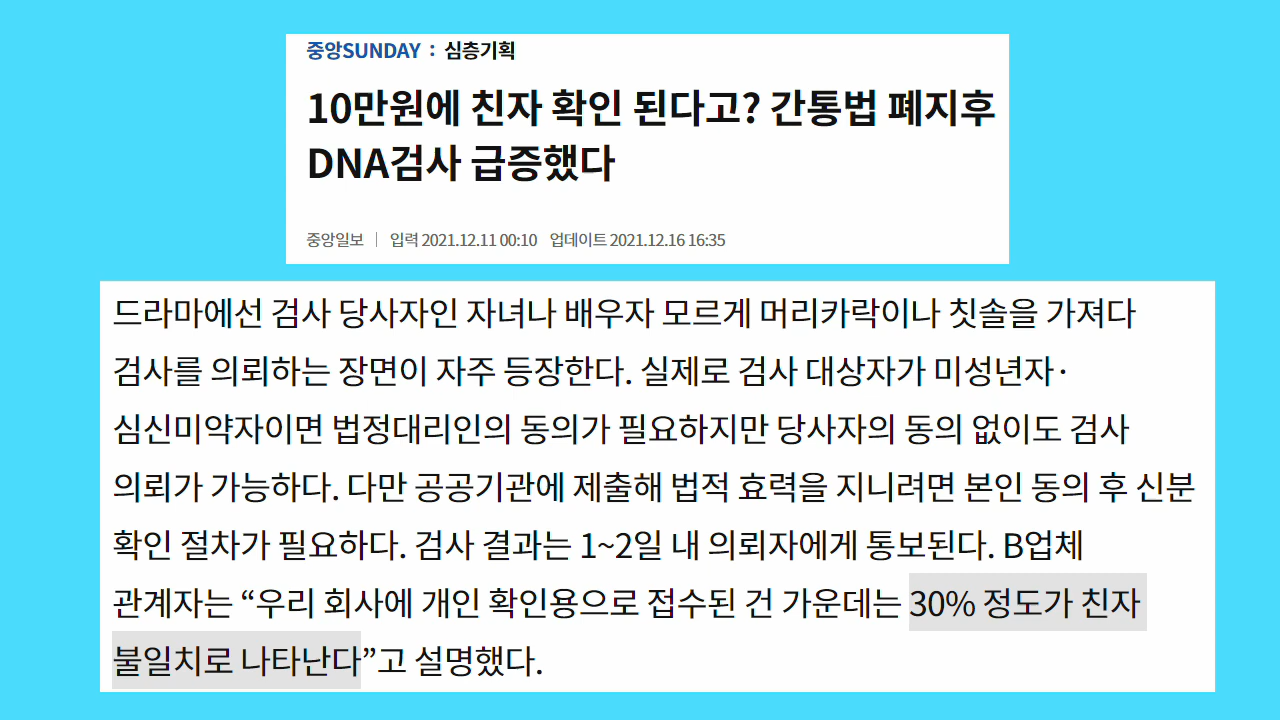 중앙SUNDAY : 심층기획
10만원에 친자 확인 된다고? 간통법 폐지후
DNA검사 급증했다
중앙일보 | 입력 2021.12.11 00:10 업데이트 2021.12.16 16:35
드라마에선 검사 당사자인 자녀나 배우자 모르게 머리카락이나 칫솔을 가져다
검사를 의뢰하는 장면이 자주 등장한다. 실제로 검사 대상자가 미성년자·
심신미약자이면 법정대리인의 동의가 필요하지만 당사자의 동의 없이도 검사
의뢰가 가능하다. 다만 공공기관에 제출해 법적 효력을 지니려면 본인 동의 후 신분
확인 절차가 필요하다. 검사 결과는 1~2일 내 의뢰자에게 통보된다. B업체
관계자는 “우리 회사에 개인 확인용으로 접수된 건 가운데는 30% 정도가 친자
불일치로 나타난다”고 설명했다.